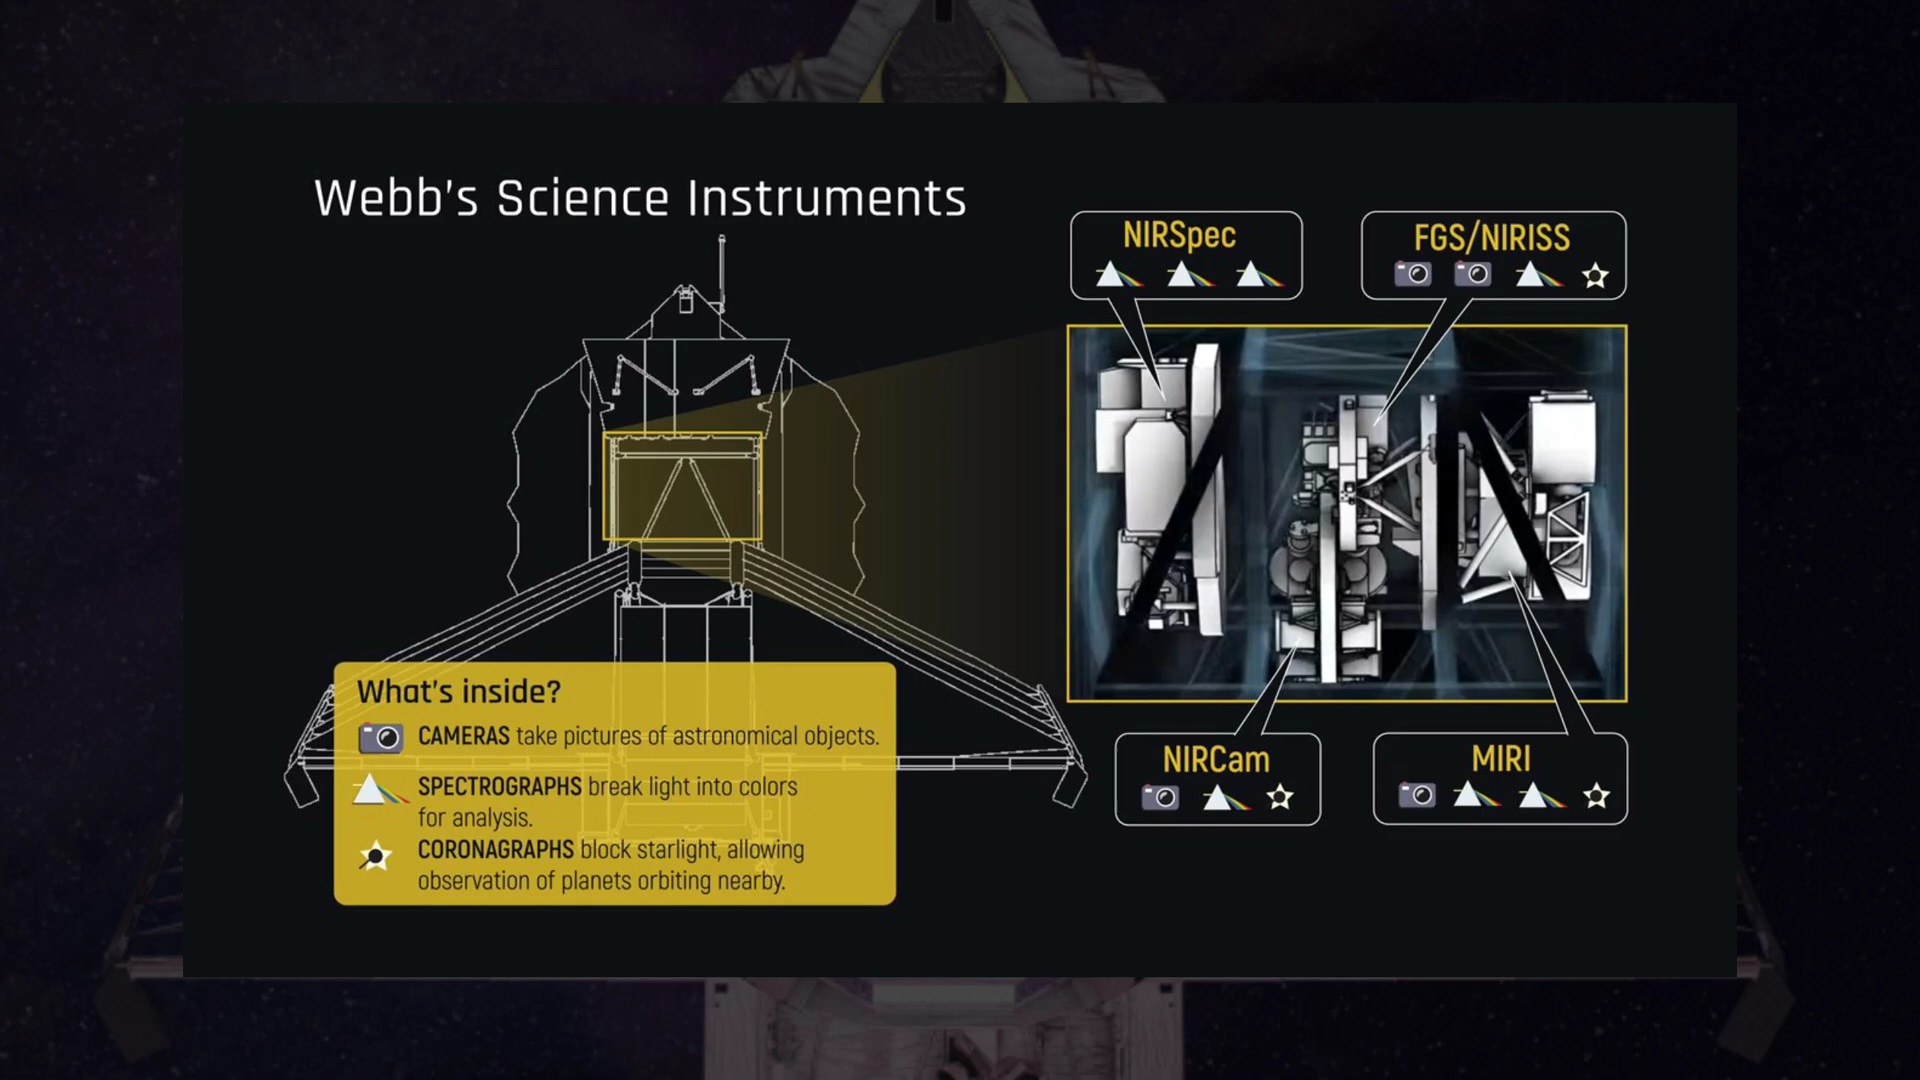 Webb's Science Instruments
NIRSpec
FGS/NIRISS
What's inside?
CAMERAS take pictures of astronomical objects.
SPECTROGRAPHS break light into colors
for analysis.
CORONAGRAPHS block starlight, allowing
observation of planets orbiting nearby.
NIRCam
MIRI